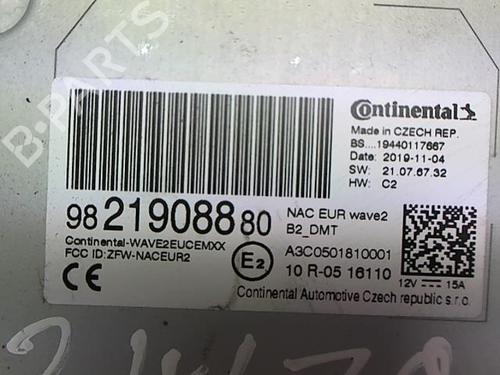 B-PARTS
Continental
Made in CZECH REP.
BS....19440117667
Date: 2019-11-04
SW: 21.07.67.32
HW: C2
98 219088 80
NAC EUR wave2
B2_DMT
Continental-WAVE2EUCEMXX
FCC ID:ZFW-NACEUR2
CE
E2
A3C0501810001
10 R-05 16110
12V 15A
Continental Automotive Czech republic s.r.o.